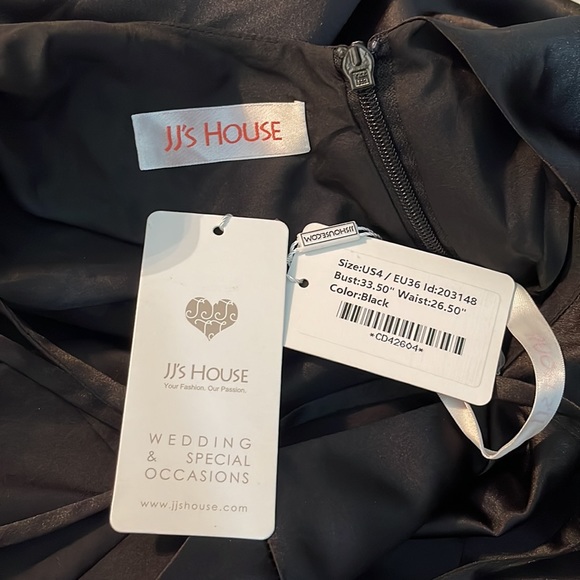 JJ's HOUSE
JJSHOUSE.COM
Size:US4 / EU36 Id:203148
Bust:33.50" Waist:26.50"
Color:Black
*CD42604*
JJ's HOUSE
Your Fashion. Our Passion.
WEDDING
& SPECIAL
OCCASIONS
www.jjshouse.com